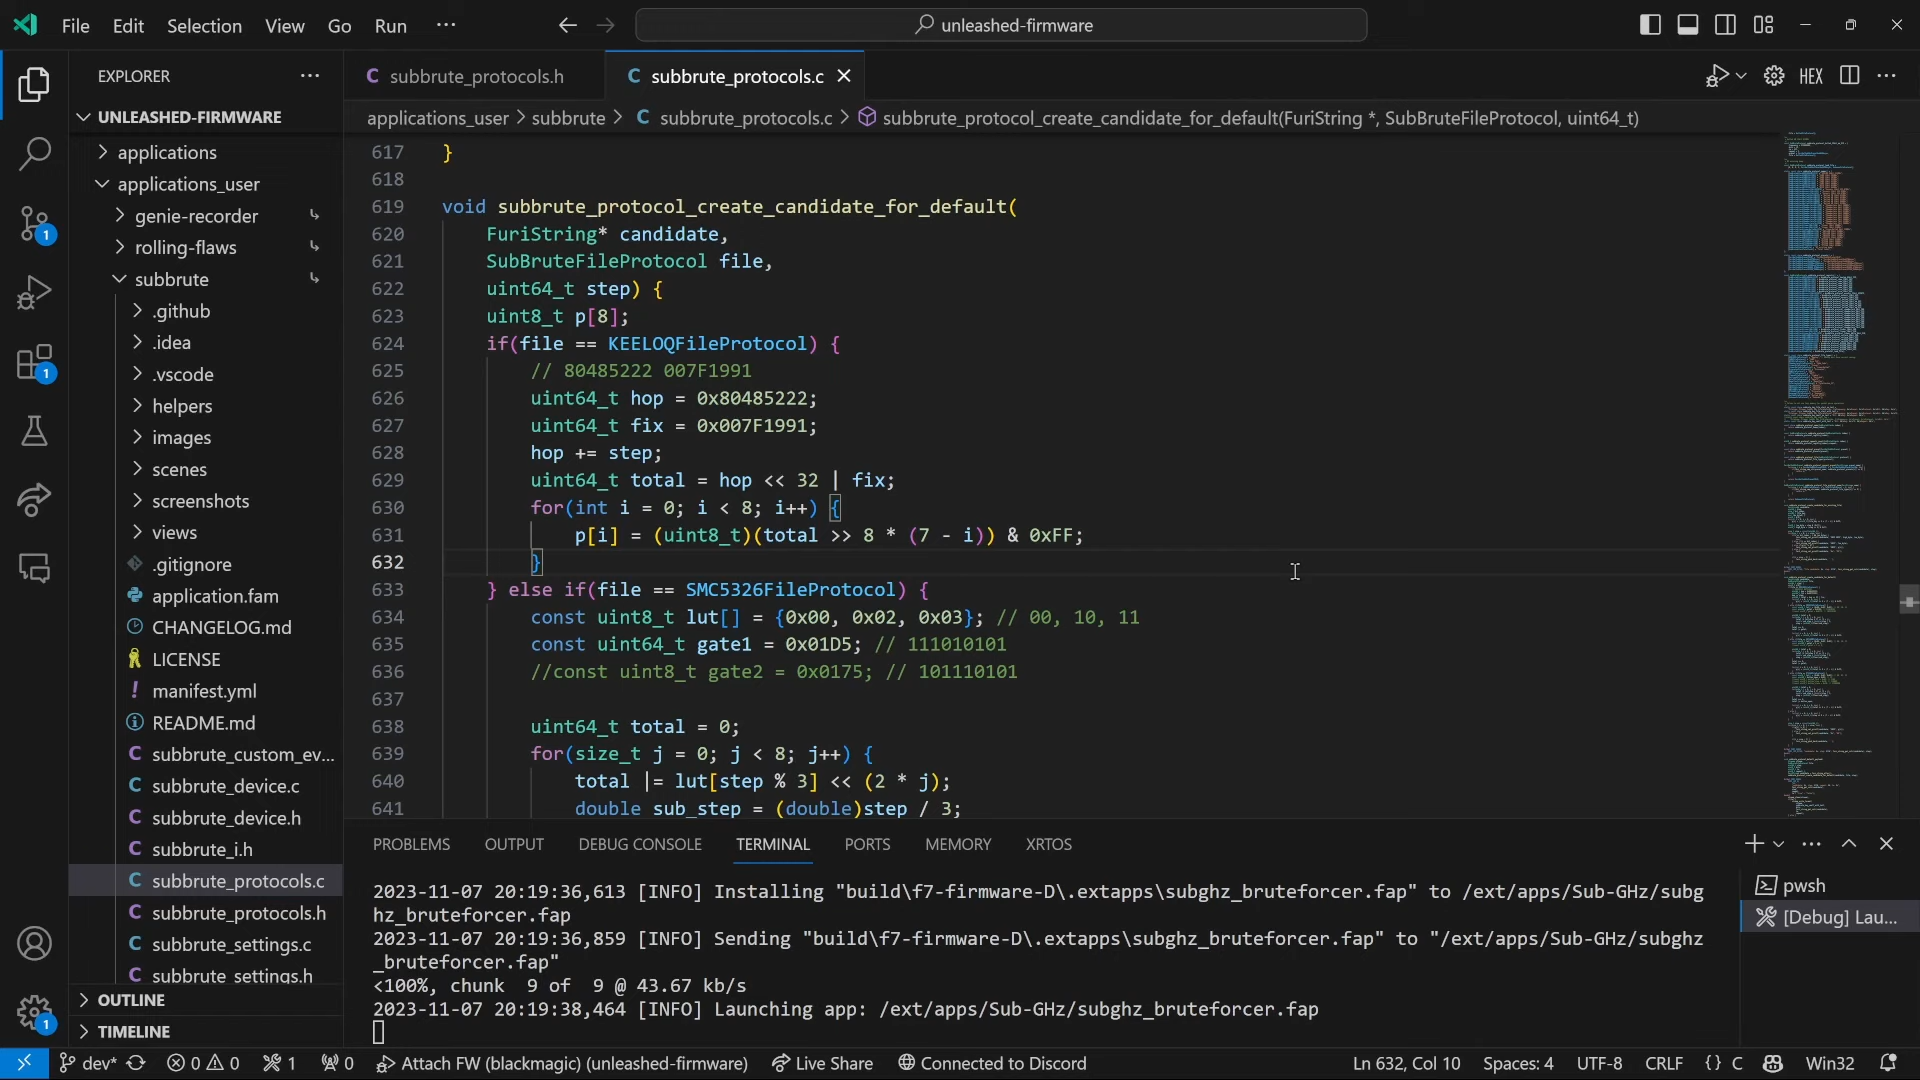 File Edit Selection View Go Run ···
unleashed-firmware
EXPLORER
UNLEASHED-FIRMWARE
applications
applications_user
genie-recorder
rolling-flaws
subbrute
.github
.idea
.vscode
helpers
images
scenes
screenshots
views
.gitignore
application.fam
CHANGELOG.md
LICENSE
manifest.yml
README.md
subbrute_custom_ev...
subbrute_device.c
subbrute_device.h
subbrute_i.h
subbrute_protocols.c
subbrute_protocols.h
subbrute_settings.c
subbrute_settings.h
OUTLINE
TIMELINE
1
1
1
C subbrute_protocols.h
C subbrute_protocols.c
HEX
applications_user > subbrute > C subbrute_protocols.c > subbrute_protocol_create_candidate_for_default(FuriString *, SubBruteFileProtocol, uint64_t)
617 }
618
619 void subbrute_protocol_create_candidate_for_default(
620 FuriString* candidate,
621 SubBruteFileProtocol file,
622 uint64_t step) {
623 uint8_t p[8];
624 if(file == KEELOQFileProtocol) {
625 // 80485222 007F1991
626 uint64_t hop = 0x80485222;
627 uint64_t fix = 0x007F1991;
628 hop += step;
629 uint64_t total = hop << 32 | fix;
630 for(int i = 0; i < 8; i++) {
631 p[i] = (uint8_t)(total >> 8 * (7 - i)) & 0xFF;
632 }
633 } else if(file == SMC5326FileProtocol) {
634 const uint8_t lut[] = {0x00, 0x02, 0x03}; // 00, 10, 11
635 const uint64_t gate1 = 0x01D5; // 111010101
636 //const uint8_t gate2 = 0x0175; // 101110101
637
638 uint64_t total = 0;
639 for(size_t j = 0; j < 8; j++) {
640 total |= lut[step % 3] << (2 * j);
641 double sub_step = (double)step / 3;
PROBLEMS OUTPUT DEBUG CONSOLE TERMINAL PORTS MEMORY XRTOS
2023-11-07 20:19:36,613 [INFO] Installing "build\f7-firmware-D\.extapps\subghz_bruteforcer.fap" to /ext/apps/Sub-GHz/subg
hz_bruteforcer.fap
2023-11-07 20:19:36,859 [INFO] Sending "build\f7-firmware-D\.extapps\subghz_bruteforcer.fap" to "/ext/apps/Sub-GHz/subghz
_bruteforcer.fap"
<100%, chunk 9 of 9 @ 43.67 kb/s
2023-11-07 20:19:38,464 [INFO] Launching app: /ext/apps/Sub-GHz/subghz_bruteforcer.fap
pwsh
[Debug] Lau...
dev* 0 0 1 0 Attach FW (blackmagic) (unleashed-firmware) Live Share Connected to Discord Ln 632, Col 10 Spaces: 4 UTF-8 CRLF {} C Win32